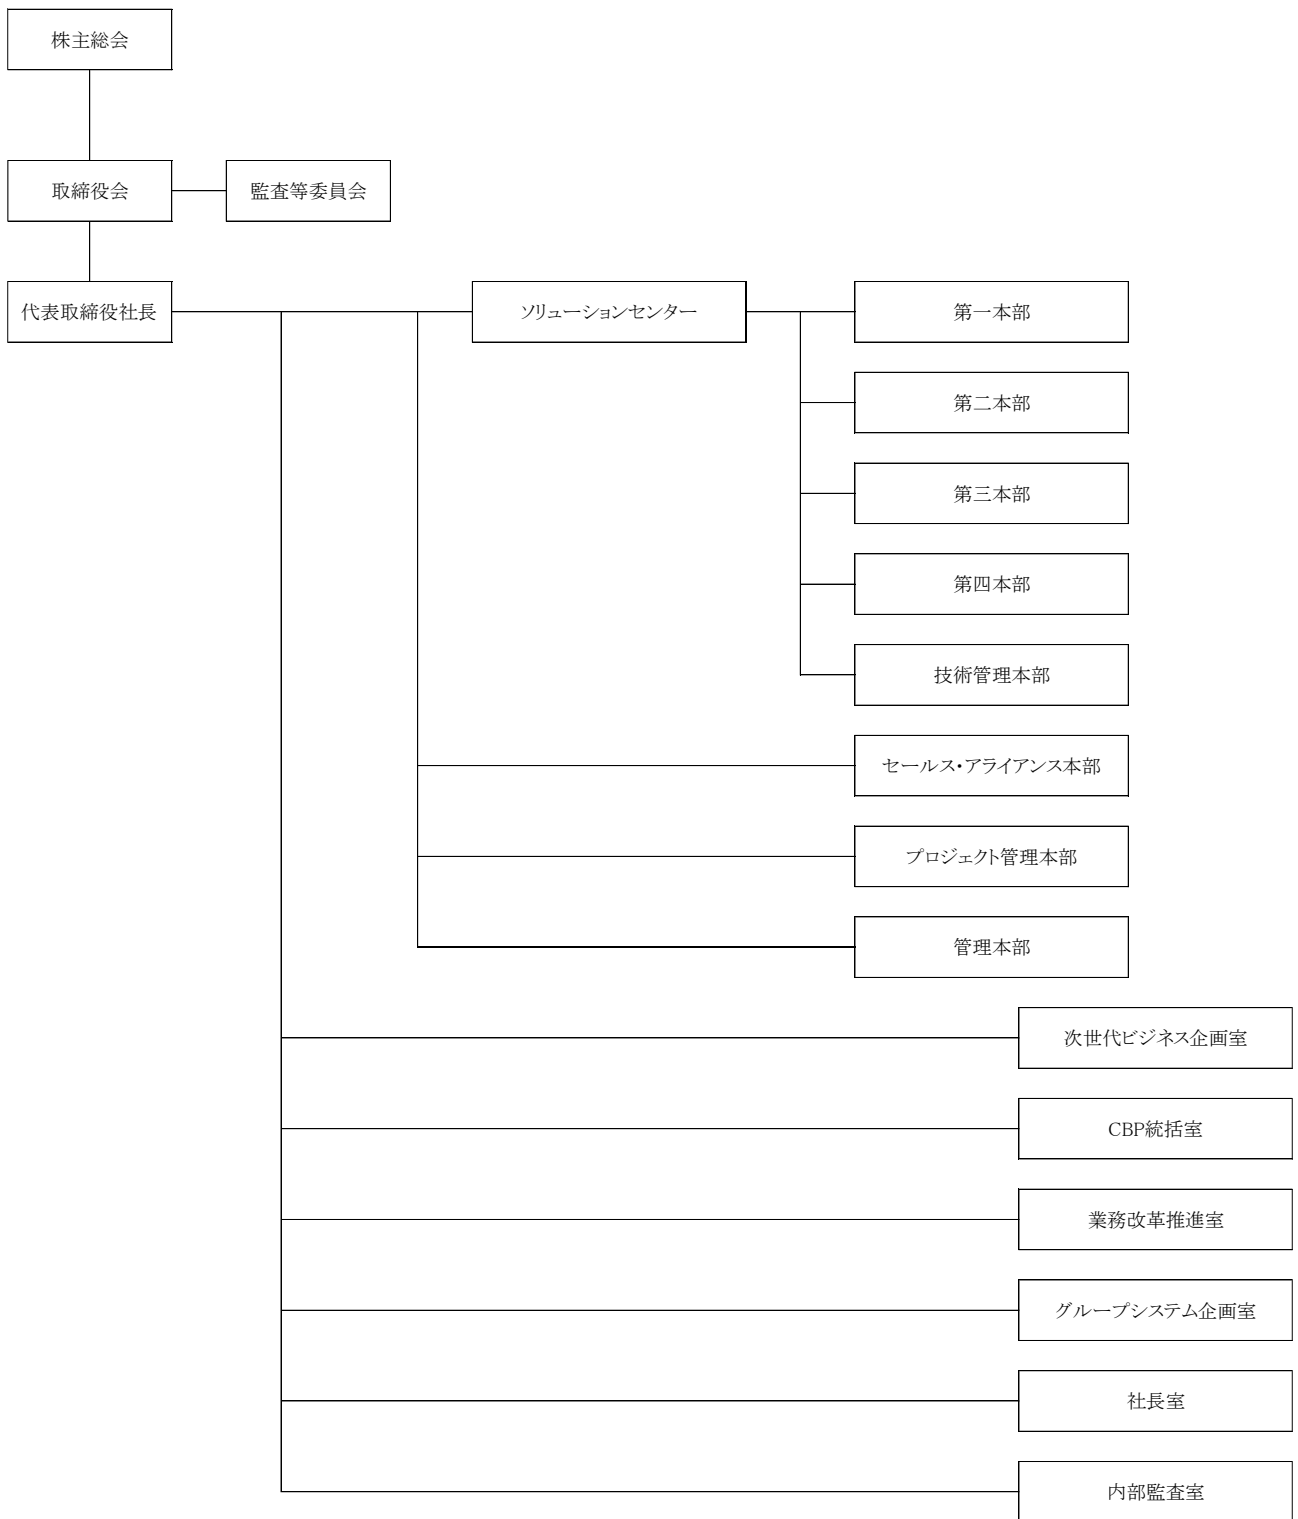 株主総会
取締役会
監査等委員会
代表取締役社長
ソリューションセンター
第一本部
第二本部
第三本部
第四本部
技術管理本部
セールス・アライアンス本部
プロジェクト管理本部
管理本部
次世代ビジネス企画室
CBP統括室
業務改革推進室
グループシステム企画室
社長室
内部監査室